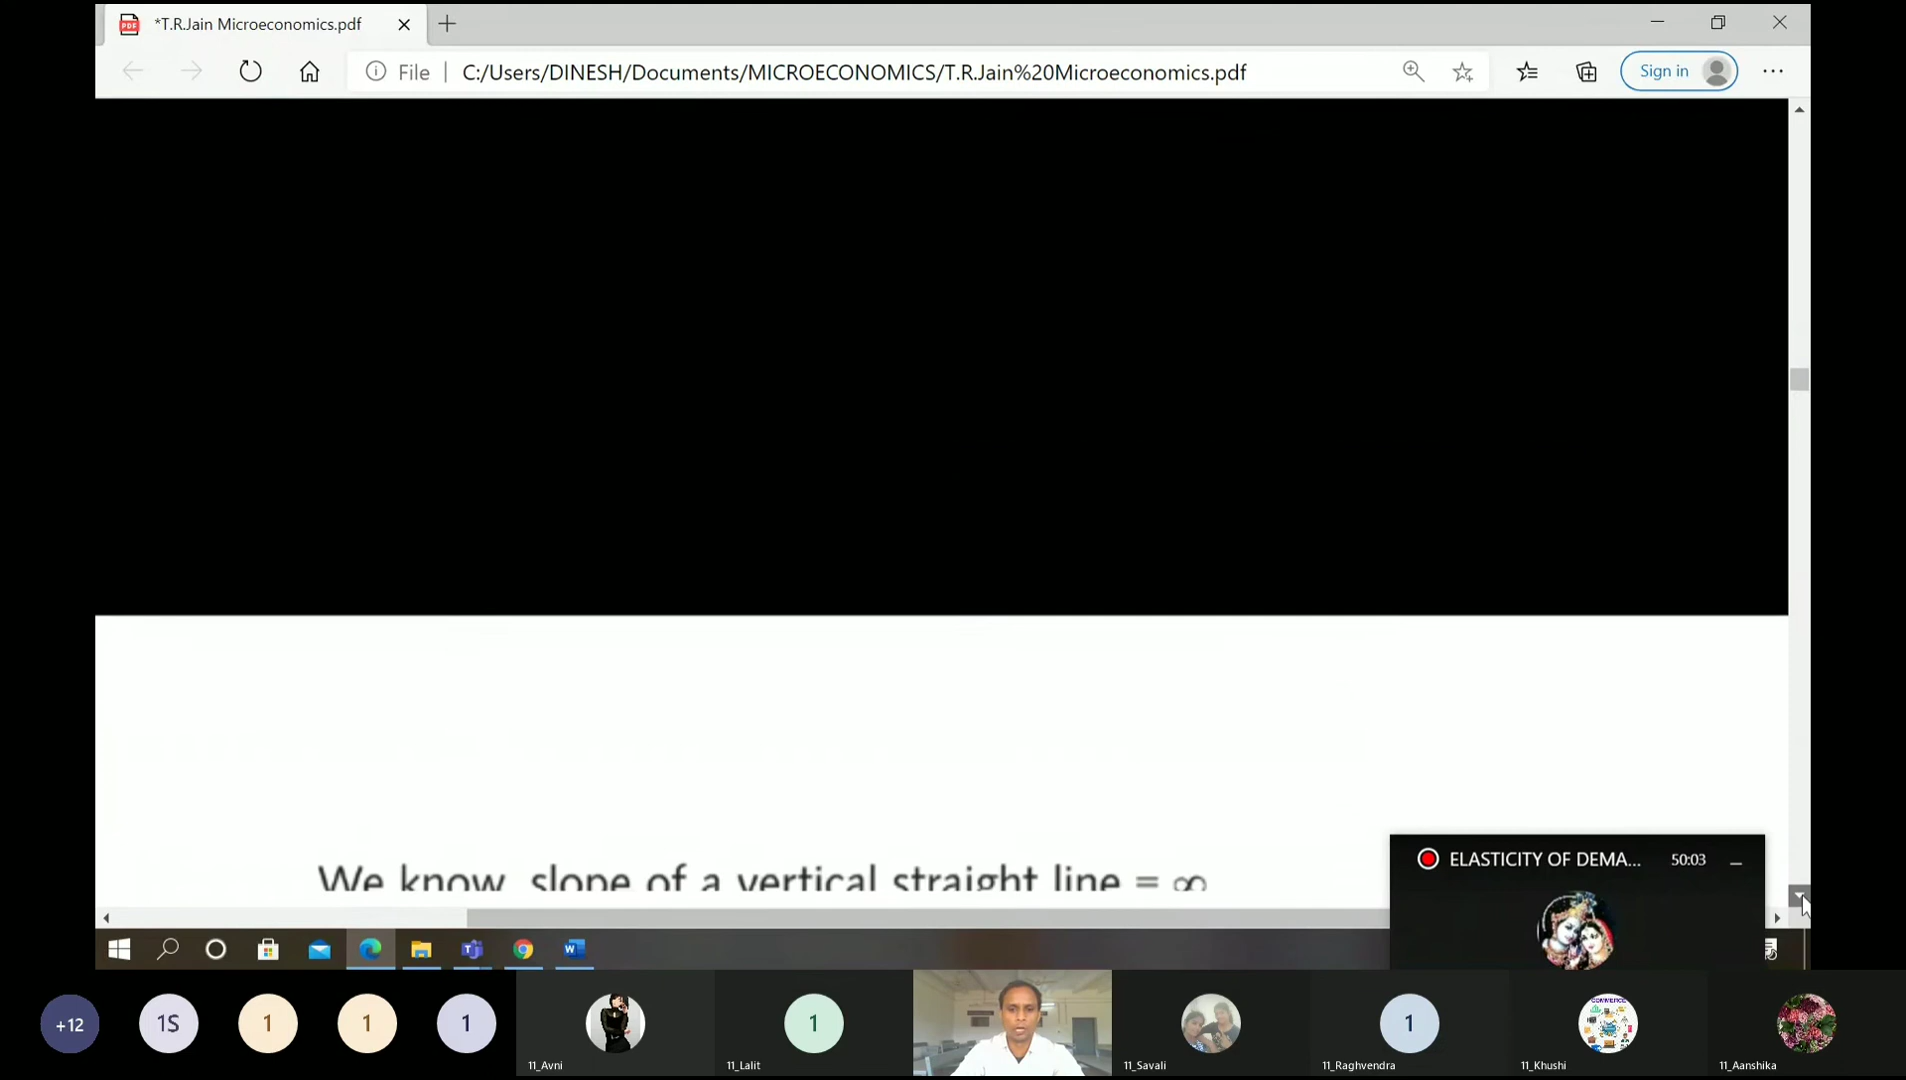 *T.R.Jain Microeconomics.pdf
File
C:/Users/DINESH/Documents/MICROECONOMICS/T.R.Jain%20Microeconomics.pdf
Sign in
We know, slope of a vertical straight line = ∞
ELASTICITY OF DEMA...
50:03
+12
1S
1
1
1
1
1
COMMERCE
11_Avni
11_Lalit
11_Savali
11_Raghvendra
11_Khushi
11_Aanshika